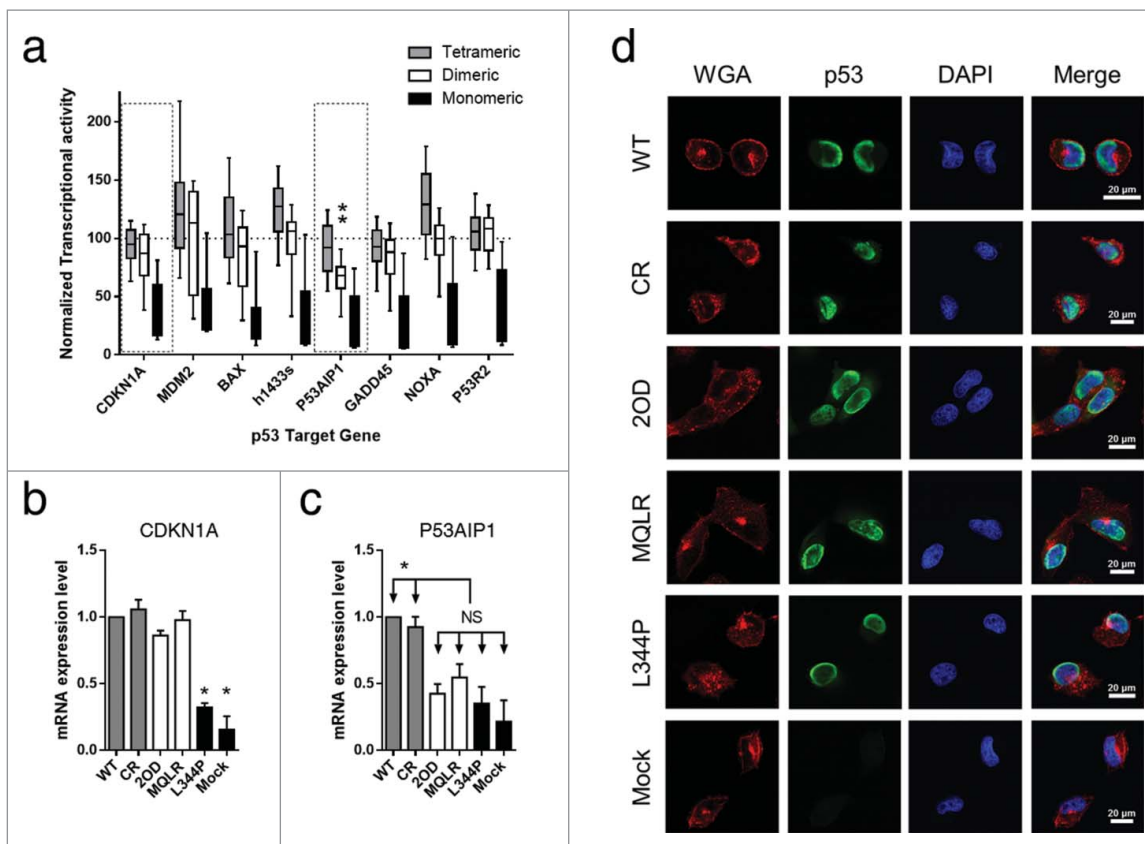 a
Tetrameric
Dimeric
Monomeric
Normalized Transcriptional activity
200
150
100
50
0
**
CDKN1A
MDM2
BAX
h1433s
P53AIP1
GADD45
NOXA
P53R2
p53 Target Gene
b
CDKN1A
mRNA expression level
1.5
1.0
0.5
0.0
* *
WT
CR
2OD
MQLR
L344P
Mock
c
P53AIP1
mRNA expression level
1.5
1.0
0.5
0.0
*
NS
WT
CR
2OD
MQLR
L344P
Mock
d
WGA p53 DAPI Merge
WT
20 µm
CR
20 µm
2OD
20 µm
MQLR
20 µm
L344P
20 µm
Mock
20 µm